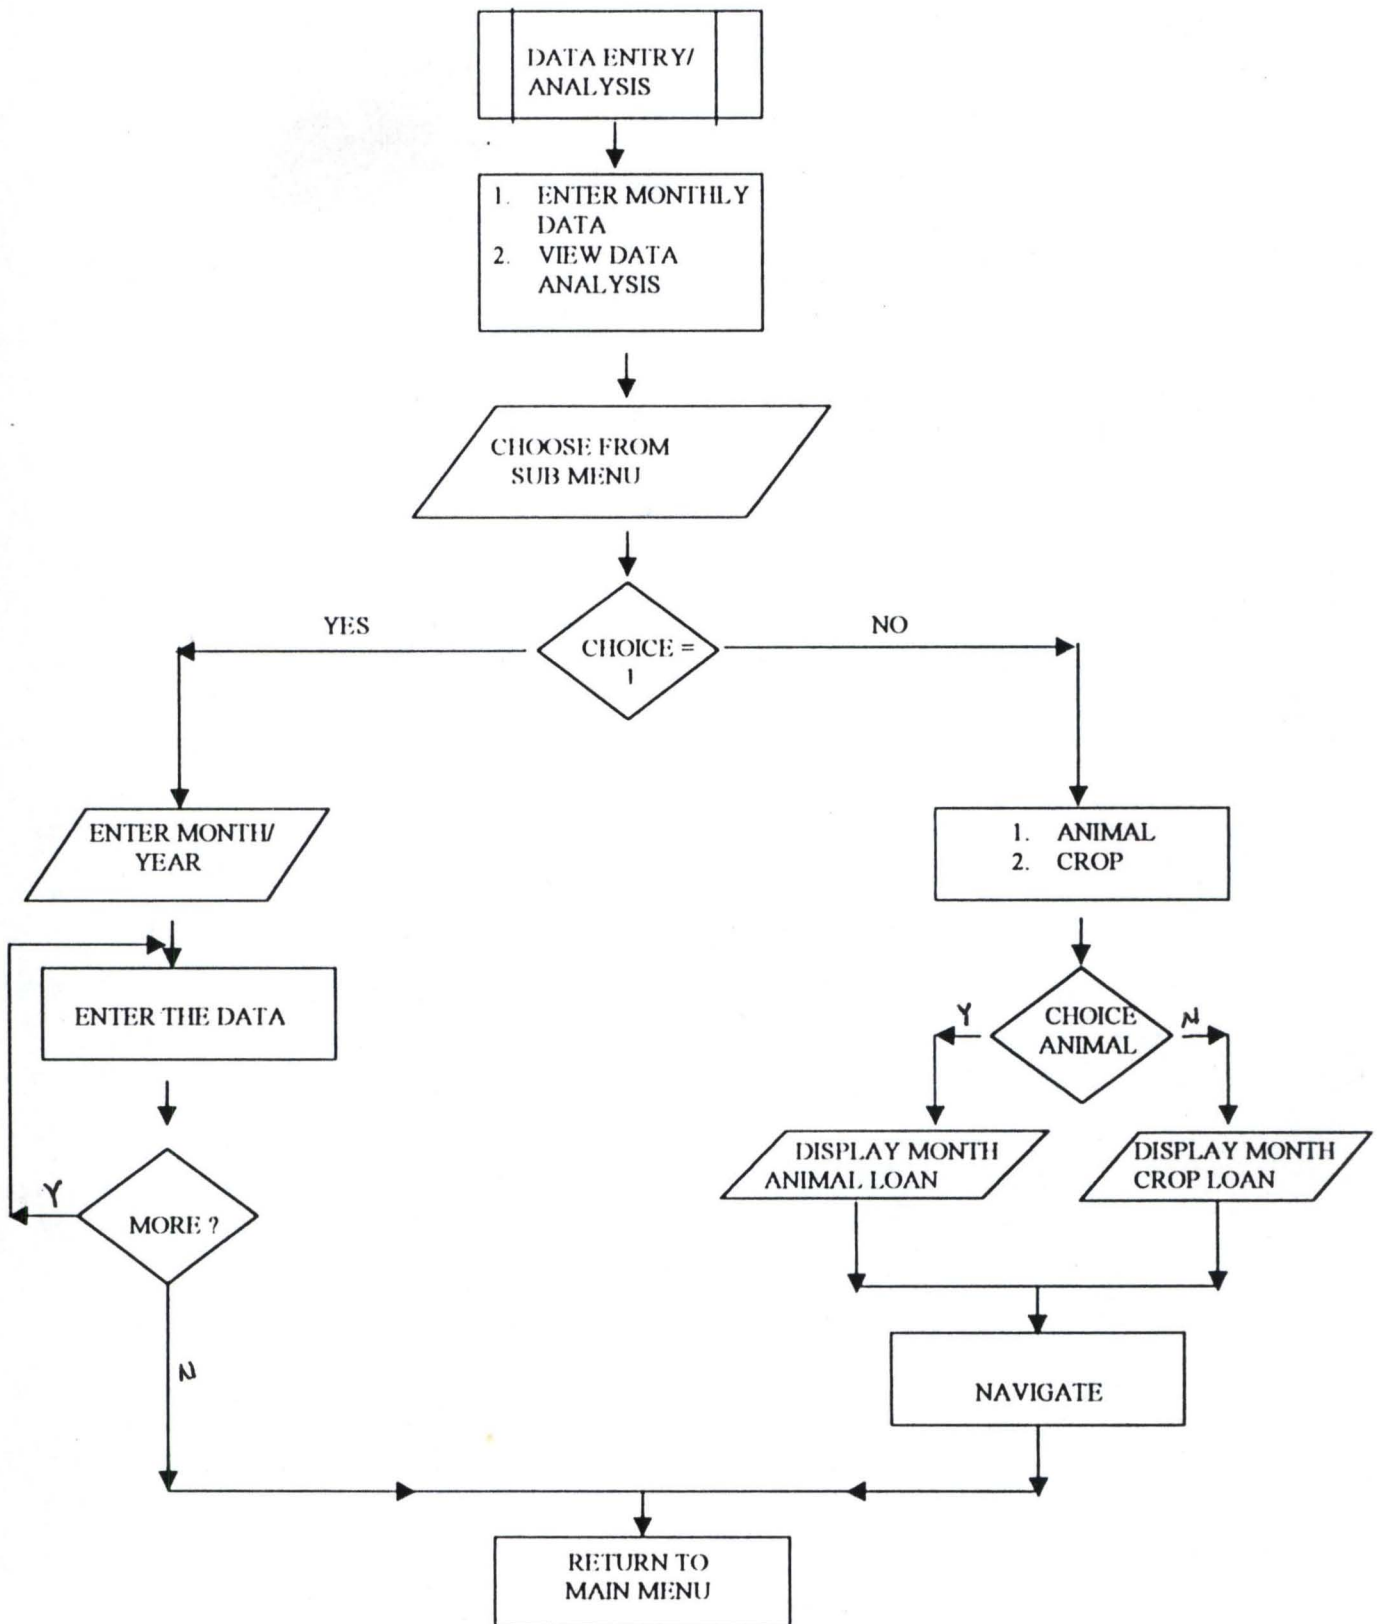 DATA ENTRY/
ANALYSIS
1. ENTER MONTHLY
DATA
2. VIEW DATA
ANALYSIS
CHOOSE FROM
SUB MENU
YES
CHOICE =
1
NO
ENTER MONTH/
YEAR
1. ANIMAL
2. CROP
ENTER THE DATA
Y
CHOICE
ANIMAL
N
DISPLAY MONTH
ANIMAL LOAN
DISPLAY MONTH
CROP LOAN
Y
MORE ?
N
NAVIGATE
RETURN TO
MAIN MENU